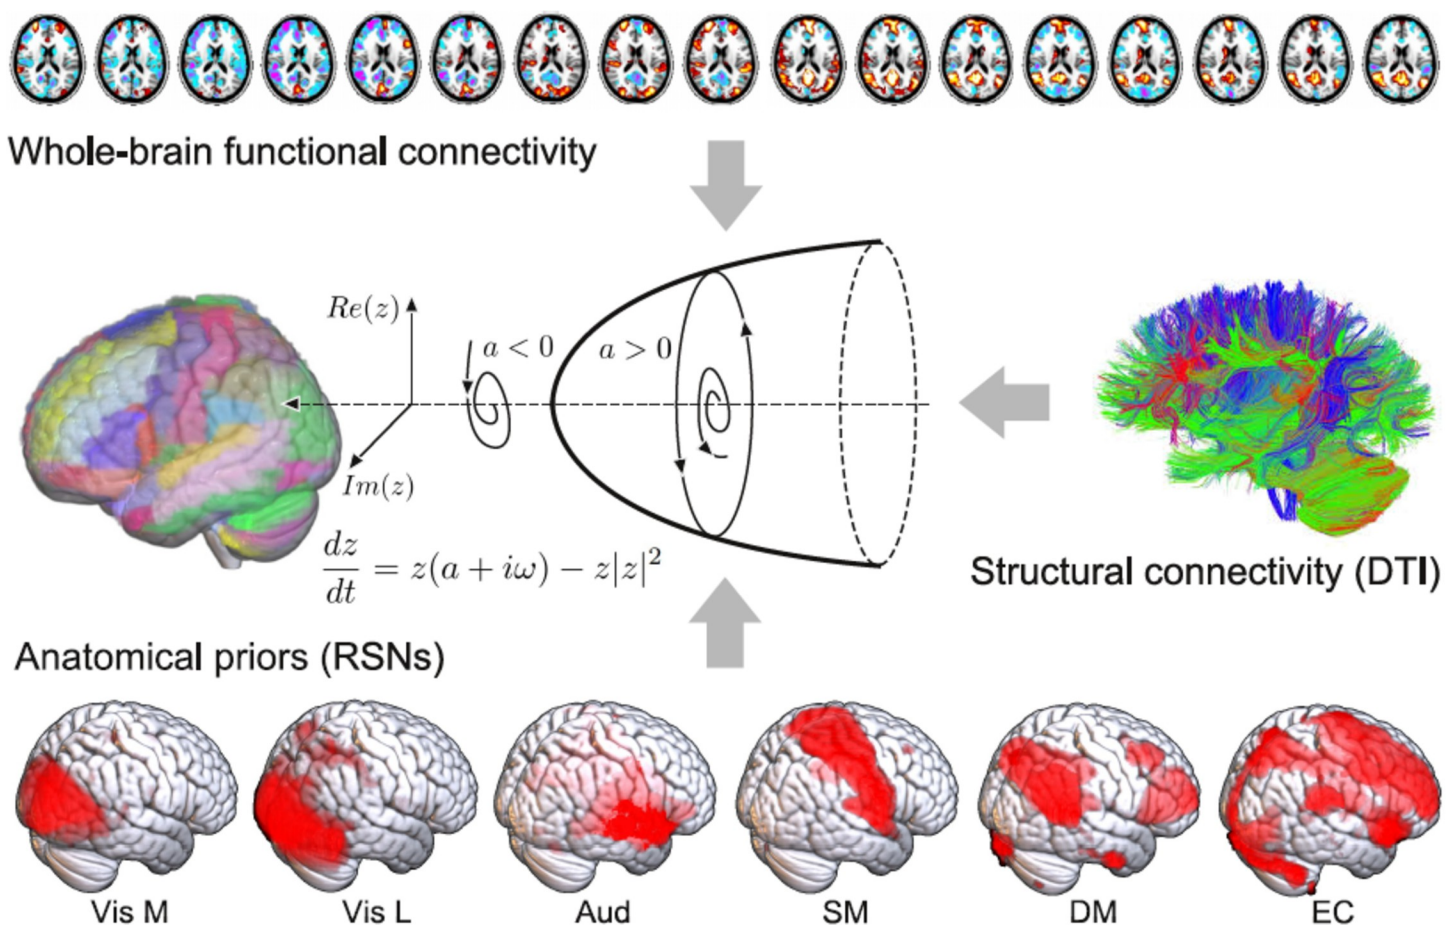 Whole-brain functional connectivity
Re(z)
a < 0
a > 0
Im(z)
dz/dt = z(a + iω) − z|z|²
Structural connectivity (DTI)
Anatomical priors (RSNs)
Vis M
Vis L
Aud
SM
DM
EC